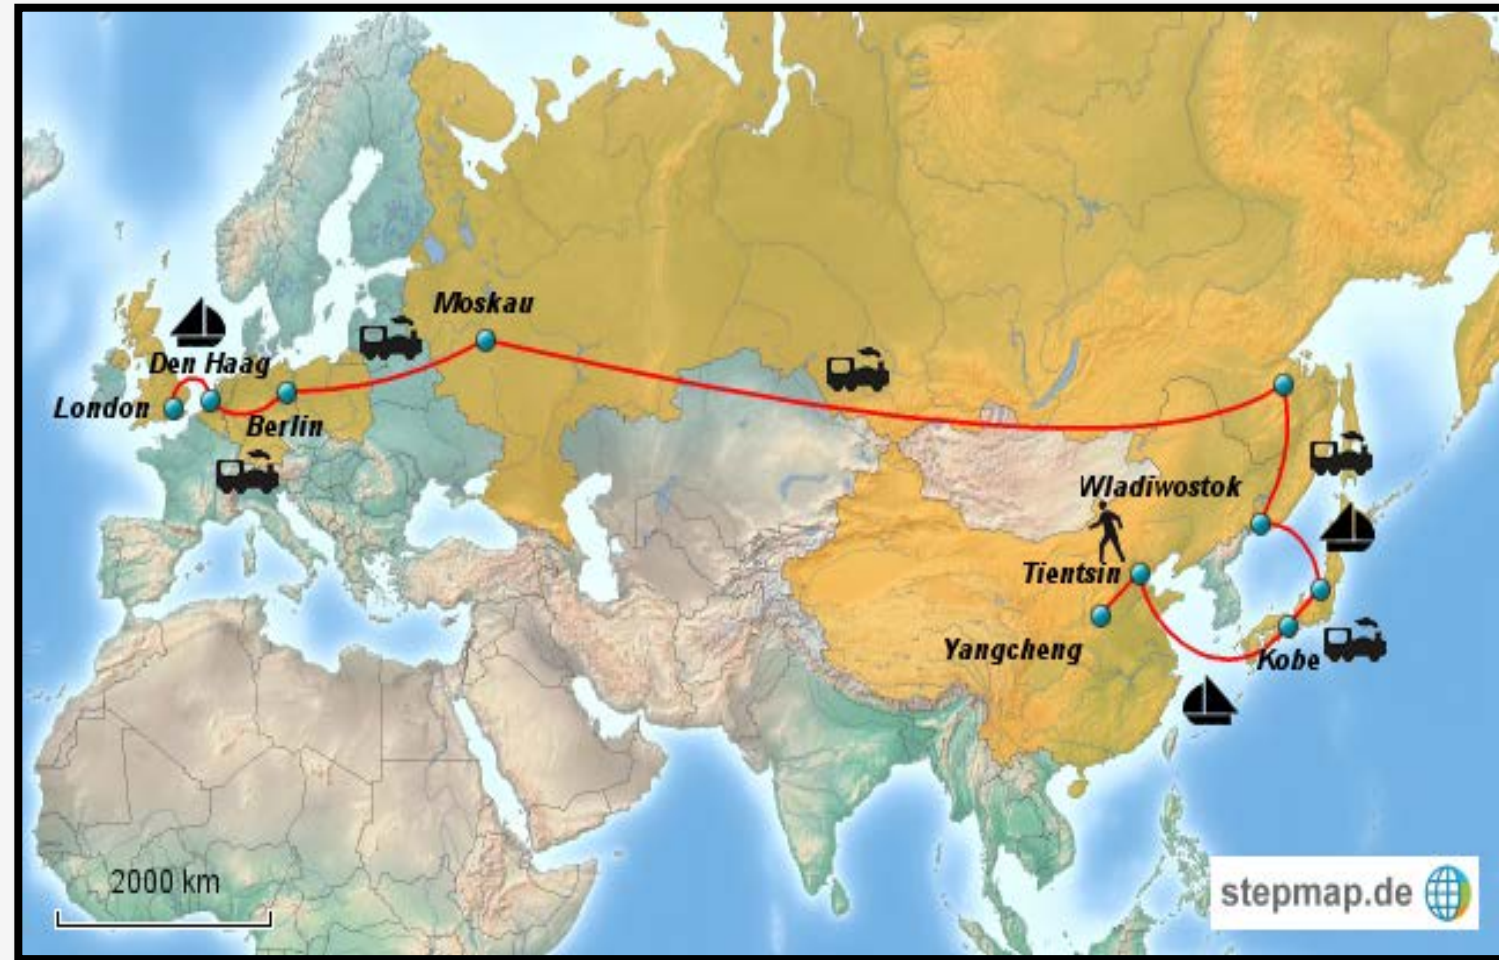 Moskau
Den Haag
London
Berlin
Wladiwostok
Tientsin
Yangcheng
Kobe
2000 km
stepmap.de